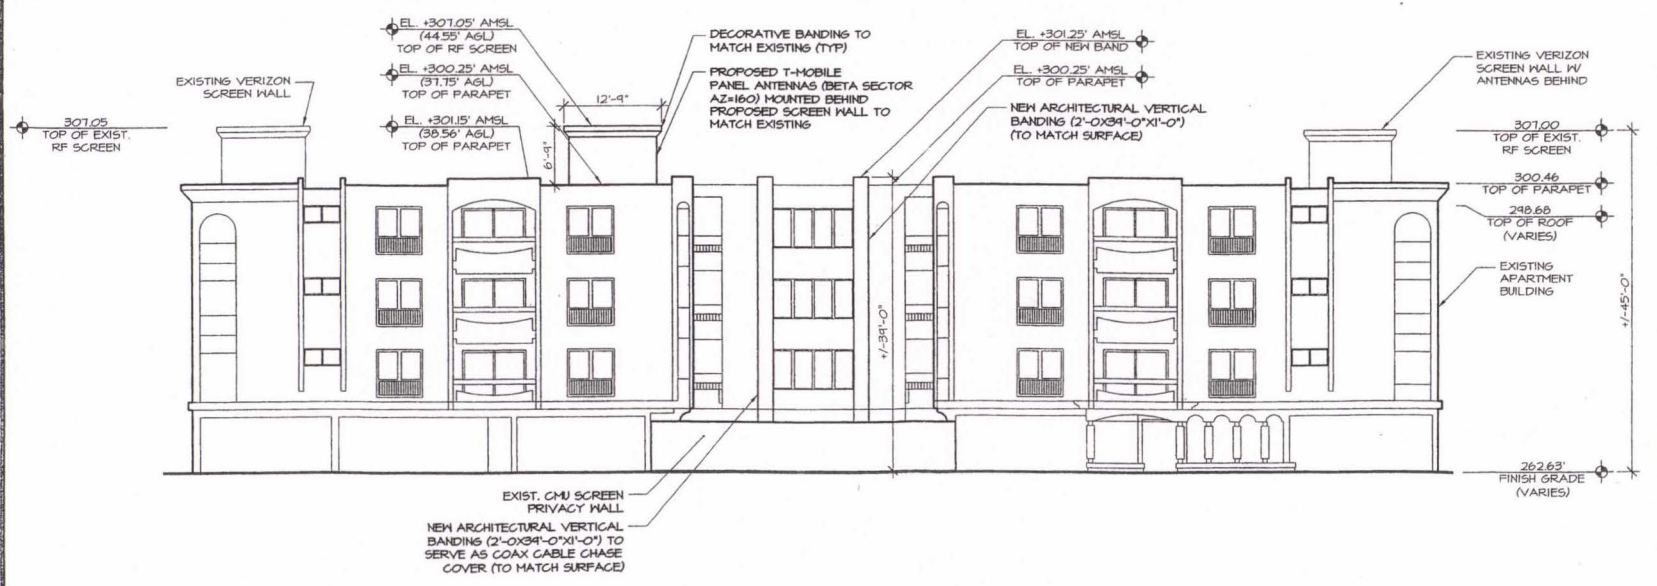 EL. +307.05' AMSL
(44.55' AGL)
TOP OF RF SCREEN
EL. +300.25' AMSL
(37.75' AGL)
TOP OF PARAPET
EL. +301.15' AMSL
(38.56' AGL)
TOP OF PARAPET
EXISTING VERIZON
SCREEN WALL
307.05
TOP OF EXIST.
RF SCREEN
12'-9"
6'-9"
DECORATIVE BANDING TO
MATCH EXISTING (TYP)
PROPOSED T-MOBILE
PANEL ANTENNAS (BETA SECTOR
AZ=160) MOUNTED BEHIND
PROPOSED SCREEN WALL TO
MATCH EXISTING
EL. +301.25' AMSL
TOP OF NEW BAND
EL. +300.25' AMSL
TOP OF PARAPET
NEW ARCHITECTURAL VERTICAL
BANDING (2'-0X39'-0"X1'-0")
(TO MATCH SURFACE)
EXISTING VERIZON
SCREEN WALL W/
ANTENNAS BEHIND
307.00
TOP OF EXIST.
RF SCREEN
300.46
TOP OF PARAPET
298.68
TOP OF ROOF
(VARIES)
EXISTING
APARTMENT
BUILDING
+/-45'-0"
+/-39'-0"
262.63'
FINISH GRADE
(VARIES)
EXIST. CMU SCREEN
PRIVACY WALL
NEW ARCHITECTURAL VERTICAL
BANDING (2'-0X39'-0"X1'-0") TO
SERVE AS COAX CABLE CHASE
COVER (TO MATCH SURFACE)